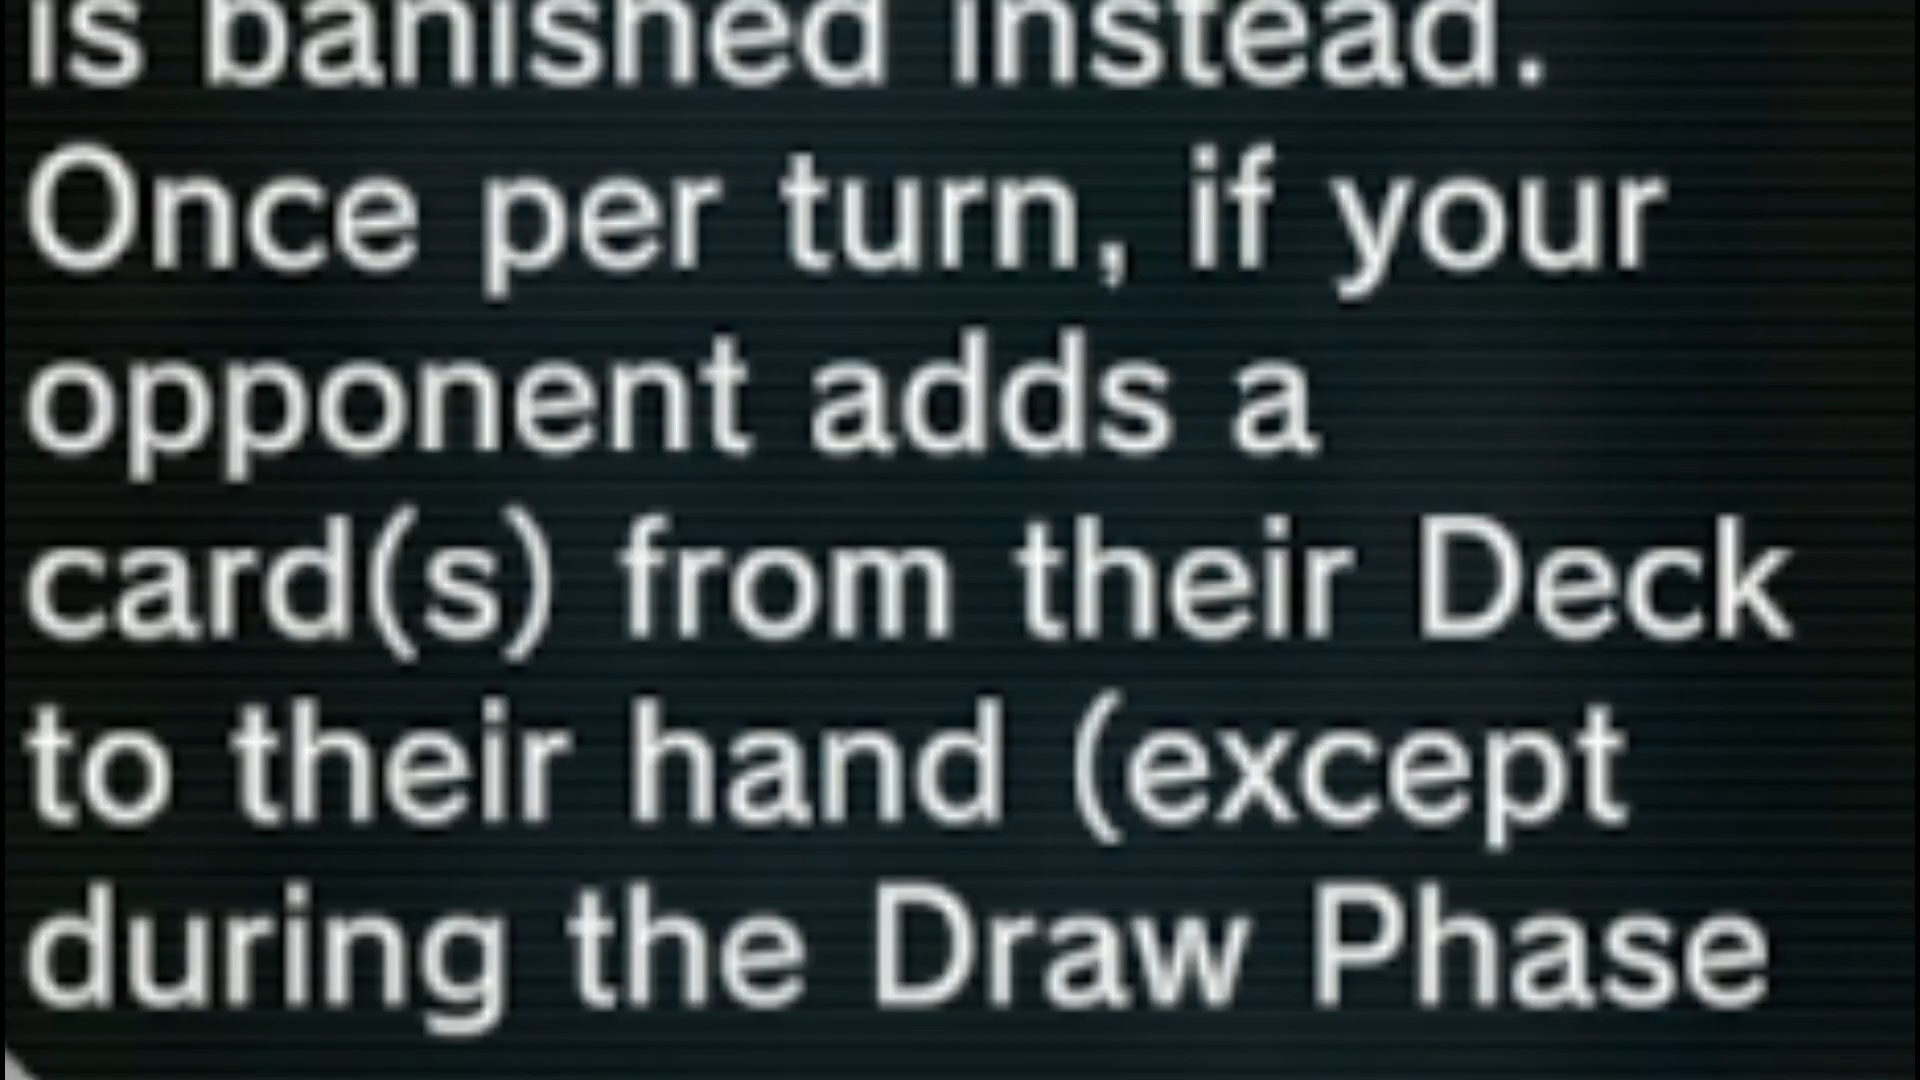 is banished instead.
Once per turn, if your
opponent adds a
card(s) from their Deck
to their hand (except
during the Draw Phase